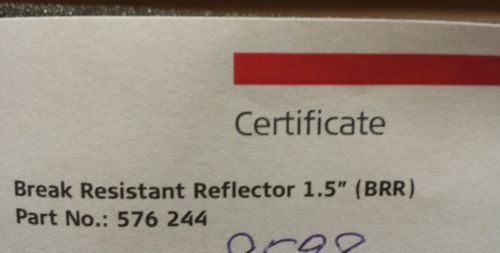 Certificate
Break Resistant Reflector 1.5" (BRR)
Part No.: 576 244